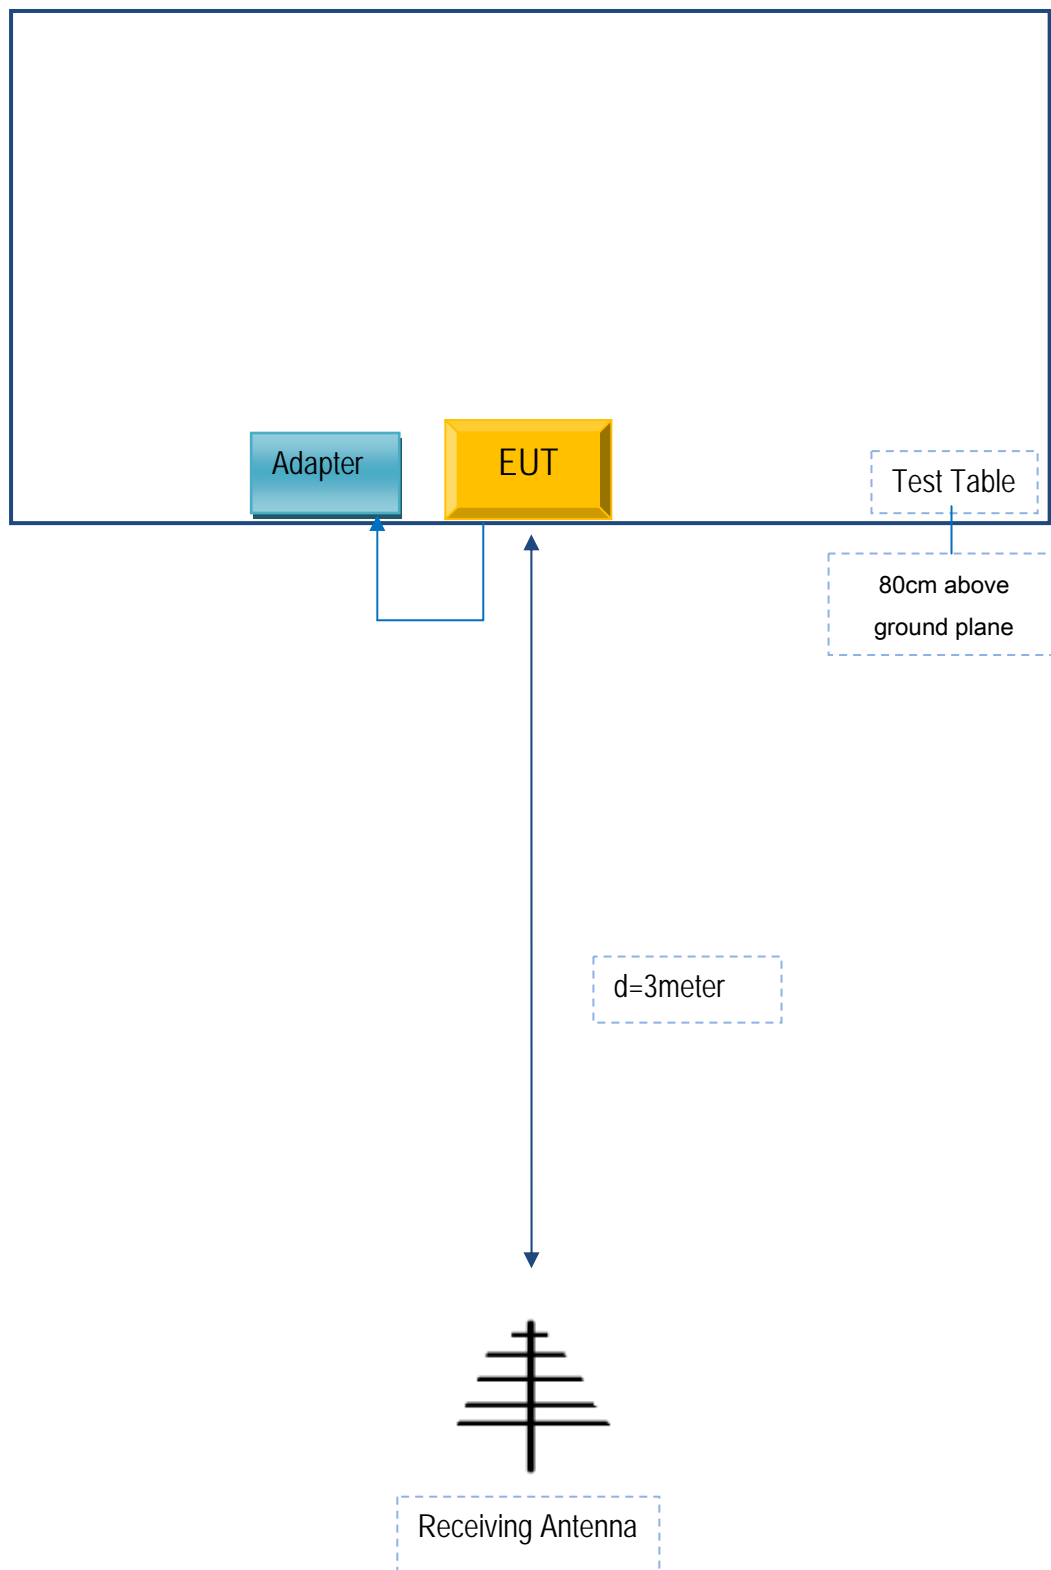 Adapter
EUT
Test Table
80cm above
ground plane
d=3meter
Receiving Antenna